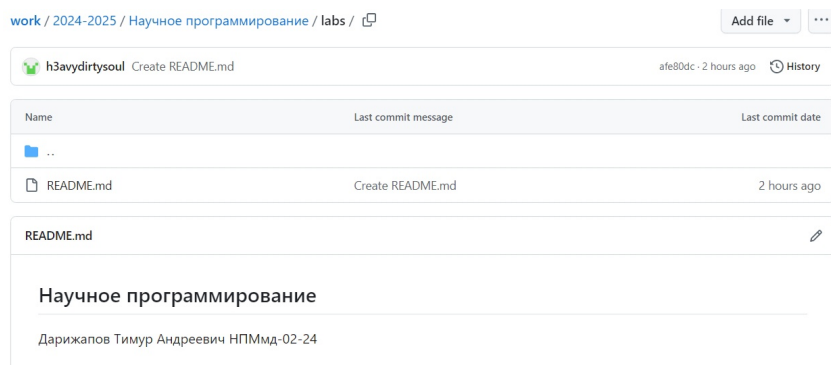 work / 2024-2025 / Научное программирование / labs /
Add file
h3avydirtysoul Create README.md
afe80dc · 2 hours ago History
Name Last commit message Last commit date
..
README.md Create README.md 2 hours ago
README.md
Научное программирование
Дарижапов Тимур Андреевич НПМмд-02-24